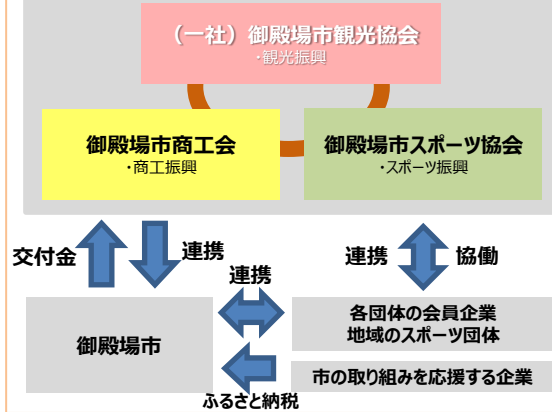 （一社）御殿場市観光協会
・観光振興
御殿場市商工会
・商工振興
御殿場市スポーツ協会
・スポーツ振興
交付金
連携
連携
連携
協働
御殿場市
各団体の会員企業
地域のスポーツ団体
市の取り組みを応援する企業
ふるさと納税